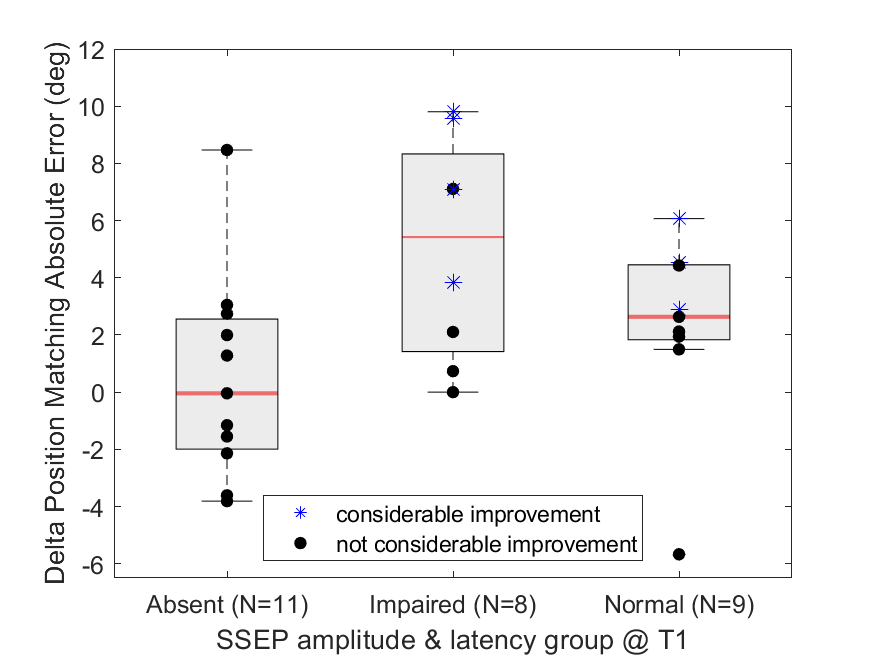 Delta Position Matching Absolute Error (deg)
12
10
8
6
4
2
0
-2
-4
-6
considerable improvement
not considerable improvement
Absent (N=11)
Impaired (N=8)
Normal (N=9)
SSEP amplitude & latency group @ T1